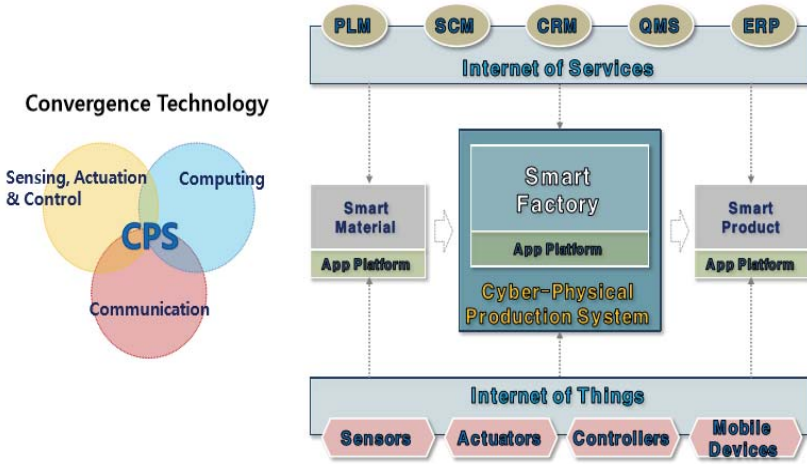 Convergence Technology
Sensing, Actuation
& Control
Computing
CPS
Communication
PLM
SCM
CRM
QMS
ERP
Internet of Services
Smart
Material
App Platform
Smart
Factory
App Platform
Cyber-Physical
Production System
Smart
Product
App Platform
Internet of Things
Sensors
Actuators
Controllers
Mobile
Devices